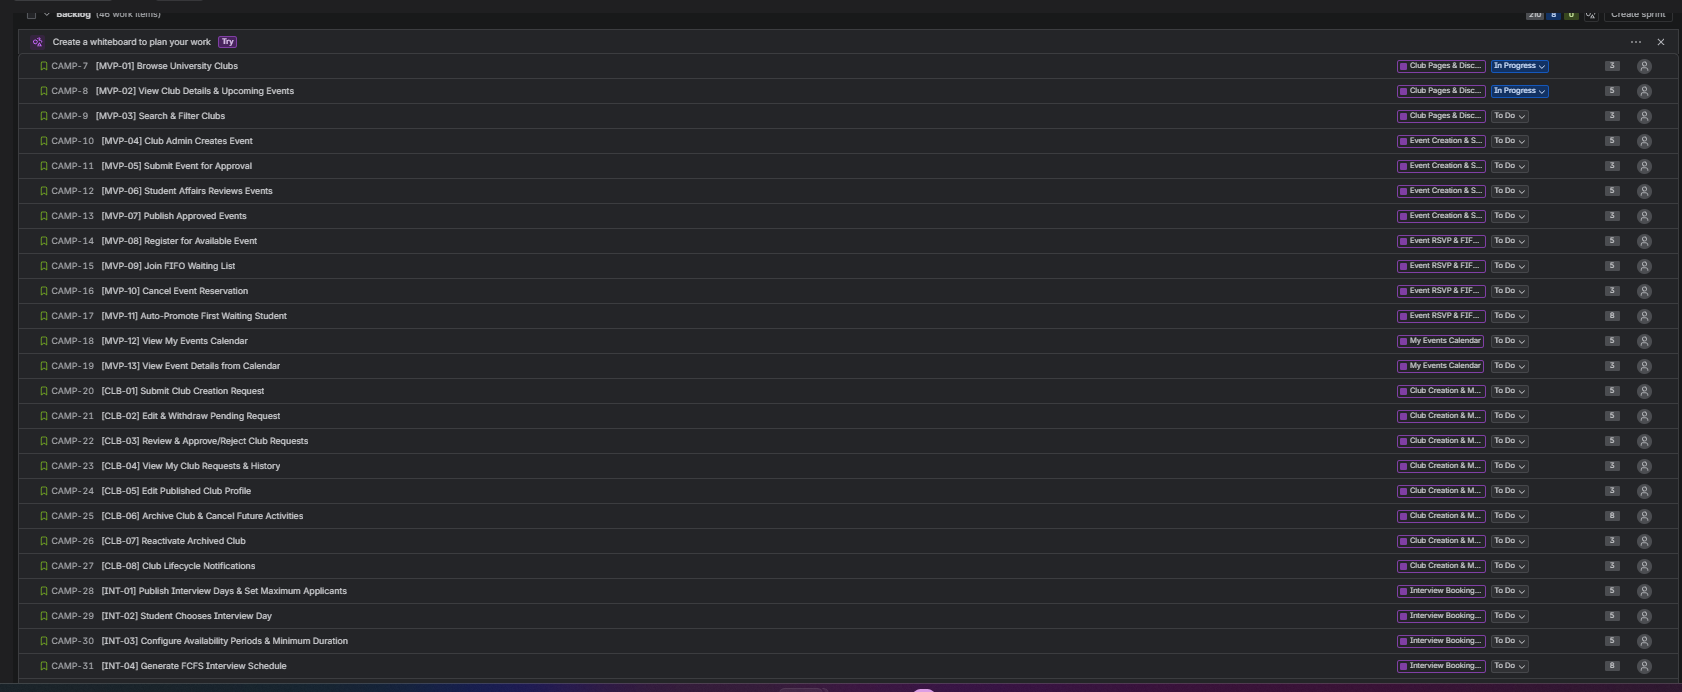 Backlog (46 work items) 210 8 0 Create sprint
Create a whiteboard to plan your work Try
CAMP-7 [MVP-01] Browse University Clubs Club Pages & Disc... In Progress 3
CAMP-8 [MVP-02] View Club Details & Upcoming Events Club Pages & Disc... In Progress 5
CAMP-9 [MVP-03] Search & Filter Clubs Club Pages & Disc... To Do 3
CAMP-10 [MVP-04] Club Admin Creates Event Event Creation & S... To Do 5
CAMP-11 [MVP-05] Submit Event for Approval Event Creation & S... To Do 3
CAMP-12 [MVP-06] Student Affairs Reviews Events Event Creation & S... To Do 5
CAMP-13 [MVP-07] Publish Approved Events Event Creation & S... To Do 3
CAMP-14 [MVP-08] Register for Available Event Event RSVP & FIF... To Do 5
CAMP-15 [MVP-09] Join FIFO Waiting List Event RSVP & FIF... To Do 5
CAMP-16 [MVP-10] Cancel Event Reservation Event RSVP & FIF... To Do 3
CAMP-17 [MVP-11] Auto-Promote First Waiting Student Event RSVP & FIF... To Do 8
CAMP-18 [MVP-12] View My Events Calendar My Events Calendar To Do 5
CAMP-19 [MVP-13] View Event Details from Calendar My Events Calendar To Do 3
CAMP-20 [CLB-01] Submit Club Creation Request Club Creation & M... To Do 5
CAMP-21 [CLB-02] Edit & Withdraw Pending Request Club Creation & M... To Do 5
CAMP-22 [CLB-03] Review & Approve/Reject Club Requests Club Creation & M... To Do 5
CAMP-23 [CLB-04] View My Club Requests & History Club Creation & M... To Do 3
CAMP-24 [CLB-05] Edit Published Club Profile Club Creation & M... To Do 3
CAMP-25 [CLB-06] Archive Club & Cancel Future Activities Club Creation & M... To Do 8
CAMP-26 [CLB-07] Reactivate Archived Club Club Creation & M... To Do 3
CAMP-27 [CLB-08] Club Lifecycle Notifications Club Creation & M... To Do 3
CAMP-28 [INT-01] Publish Interview Days & Set Maximum Applicants Interview Booking... To Do 5
CAMP-29 [INT-02] Student Chooses Interview Day Interview Booking... To Do 5
CAMP-30 [INT-03] Configure Availability Periods & Minimum Duration Interview Booking... To Do 5
CAMP-31 [INT-04] Generate FCFS Interview Schedule Interview Booking... To Do 8